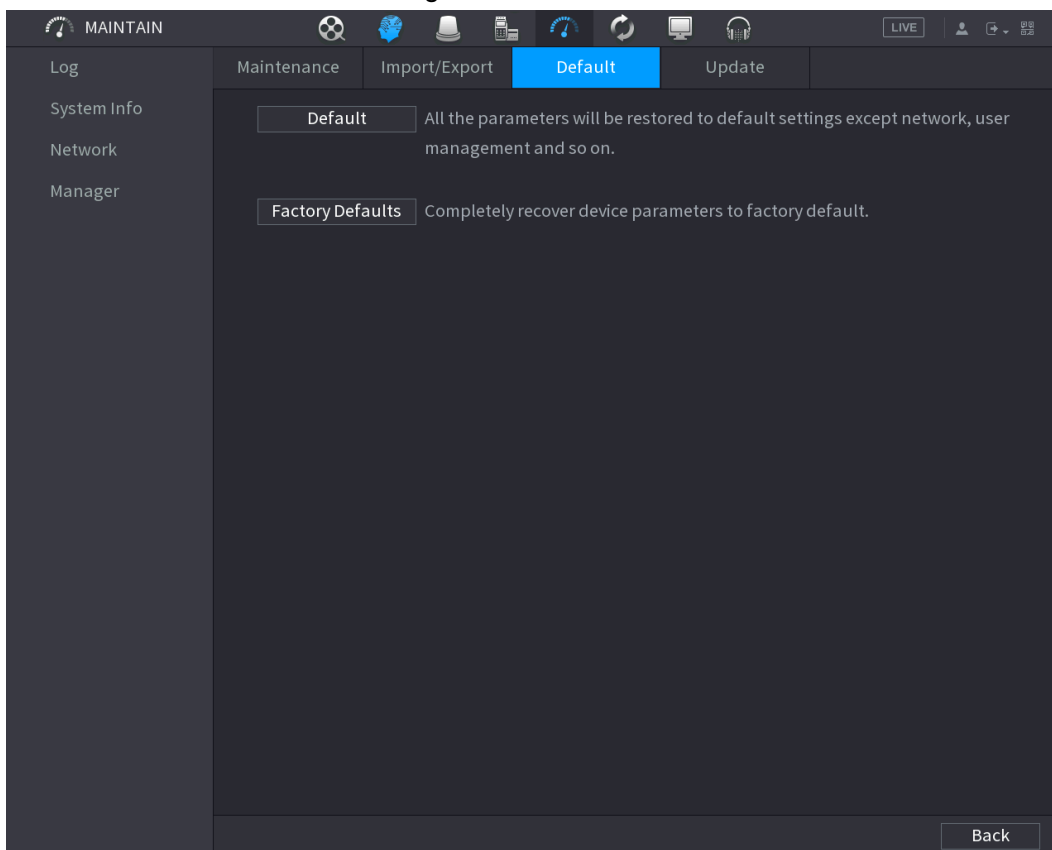 MAINTAIN
LIVE
Log
System Info
Network
Manager
Maintenance
Import/Export
Default
Update
Default
All the parameters will be restored to default settings except network, user
management and so on.
Factory Defaults
Completely recover device parameters to factory default.
Back